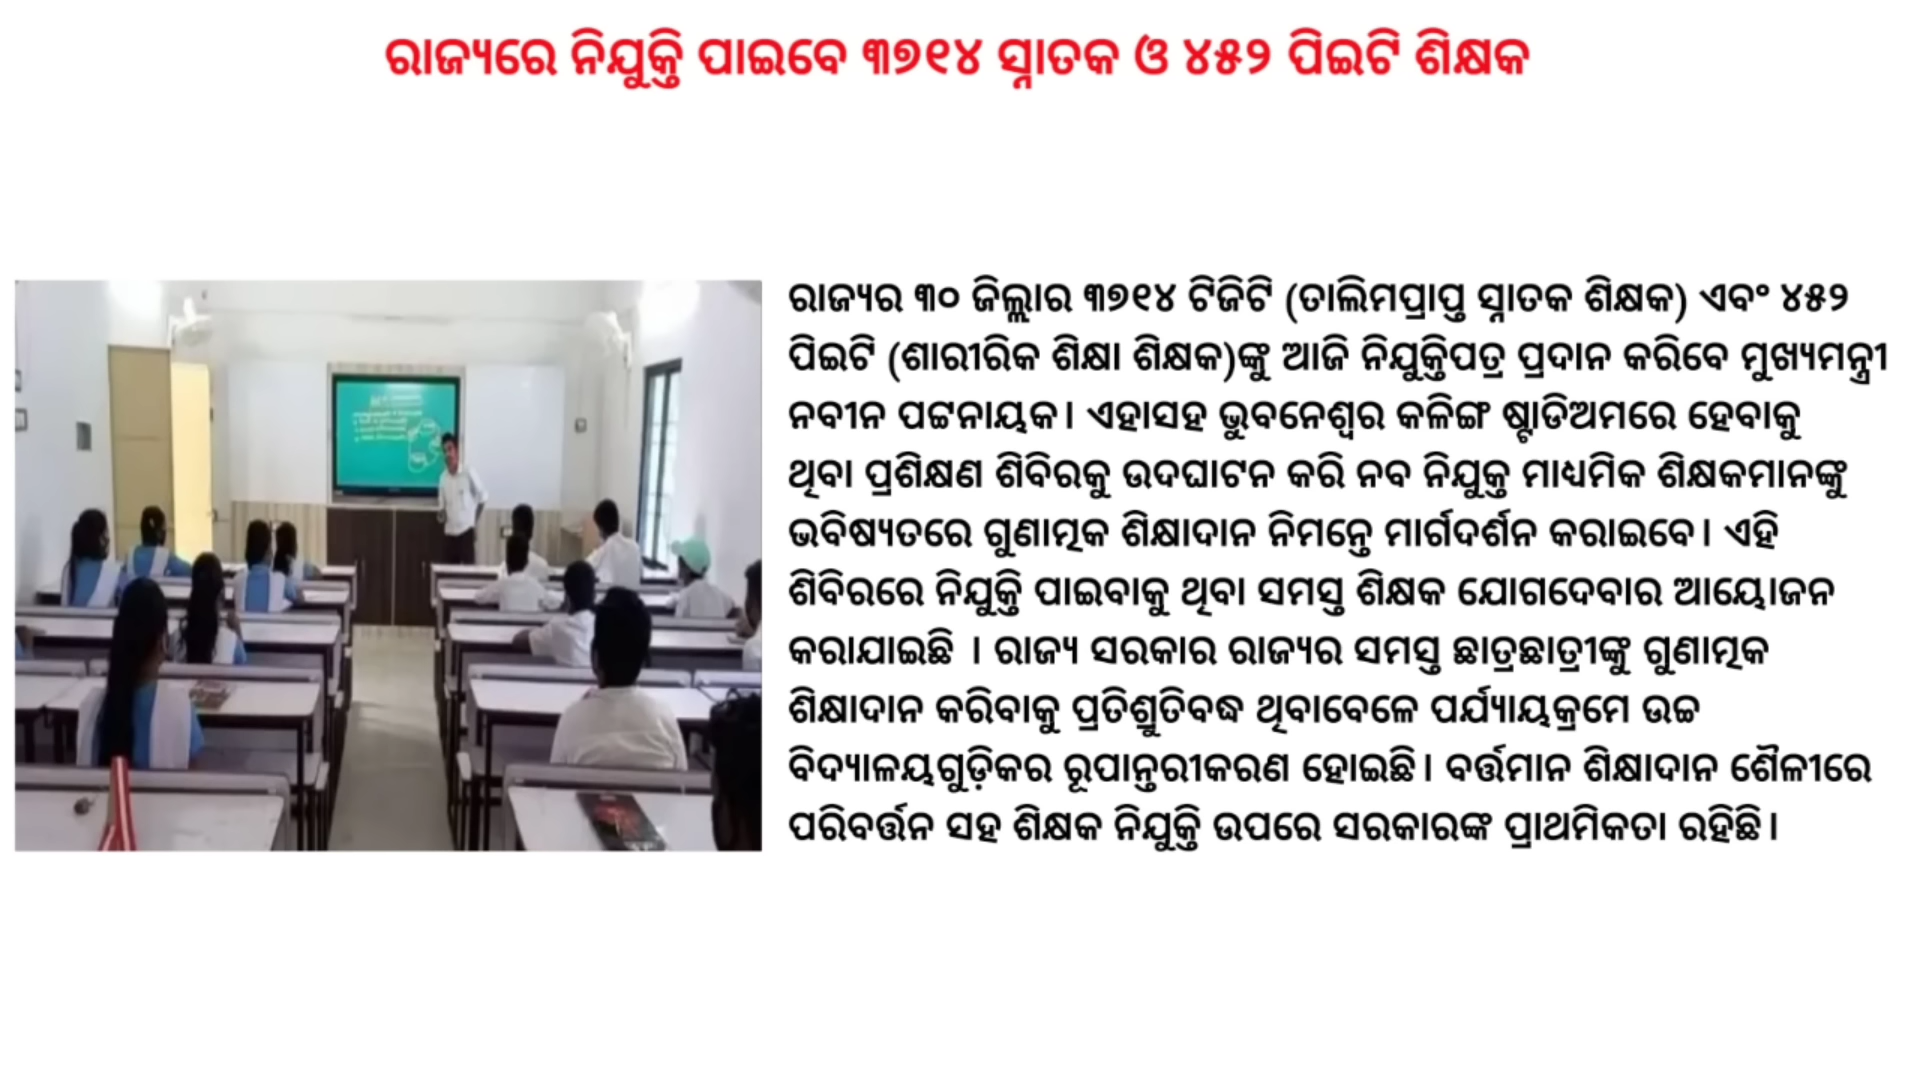 ରାଜ୍ୟରେ ନିଯୁକ୍ତି ପାଇବେ ୩୭୧୪ ସ୍ନାତକ ଓ ୪୫୨ ପିଇଟି ଶିକ୍ଷକ
ରାଜ୍ୟର ୩୦ ଜିଲ୍ଲାର ୩୭୧୪ ଟିଜିଟି (ତାଲିମପ୍ରାପ୍ତ ସ୍ନାତକ ଶିକ୍ଷକ) ଏବଂ ୪୫୨
ପିଇଟି (ଶାରୀରିକ ଶିକ୍ଷା ଶିକ୍ଷକ)ଙ୍କୁ ଆଜି ନିଯୁକ୍ତିପତ୍ର ପ୍ରଦାନ କରିବେ ମୁଖ୍ୟମନ୍ତ୍ରୀ
ନବୀନ ପଟ୍ଟନାୟକ। ଏହାସହ ଭୁବନେଶ୍ୱର କଳିଙ୍ଗ ଷ୍ଟାଡିଅମରେ ହେବାକୁ
ଥିବା ପ୍ରଶିକ୍ଷଣ ଶିବିରକୁ ଉଦଘାଟନ କରି ନବ ନିଯୁକ୍ତ ମାଧ୍ୟମିକ ଶିକ୍ଷକମାନଙ୍କୁ
ଭବିଷ୍ୟତରେ ଗୁଣାତ୍ମକ ଶିକ୍ଷାଦାନ ନିମନ୍ତେ ମାର୍ଗଦର୍ଶନ କରାଇବେ। ଏହି
ଶିବିରରେ ନିଯୁକ୍ତି ପାଇବାକୁ ଥିବା ସମସ୍ତ ଶିକ୍ଷକ ଯୋଗଦେବାର ଆୟୋଜନ
କରାଯାଇଛି । ରାଜ୍ୟ ସରକାର ରାଜ୍ୟର ସମସ୍ତ ଛାତ୍ରଛାତ୍ରୀଙ୍କୁ ଗୁଣାତ୍ମକ
ଶିକ୍ଷାଦାନ କରିବାକୁ ପ୍ରତିଶ୍ରୁତିବଦ୍ଧ ଥିବାବେଳେ ପର୍ଯ୍ୟାୟକ୍ରମେ ଉଚ୍ଚ
ବିଦ୍ୟାଳୟଗୁଡ଼ିକର ରୂପାନ୍ତରୀକରଣ ହୋଇଛି। ବର୍ତ୍ତମାନ ଶିକ୍ଷାଦାନ ଶୈଳୀରେ
ପରିବର୍ତ୍ତନ ସହ ଶିକ୍ଷକ ନିଯୁକ୍ତି ଉପରେ ସରକାରଙ୍କ ପ୍ରାଥମିକତା ରହିଛି।